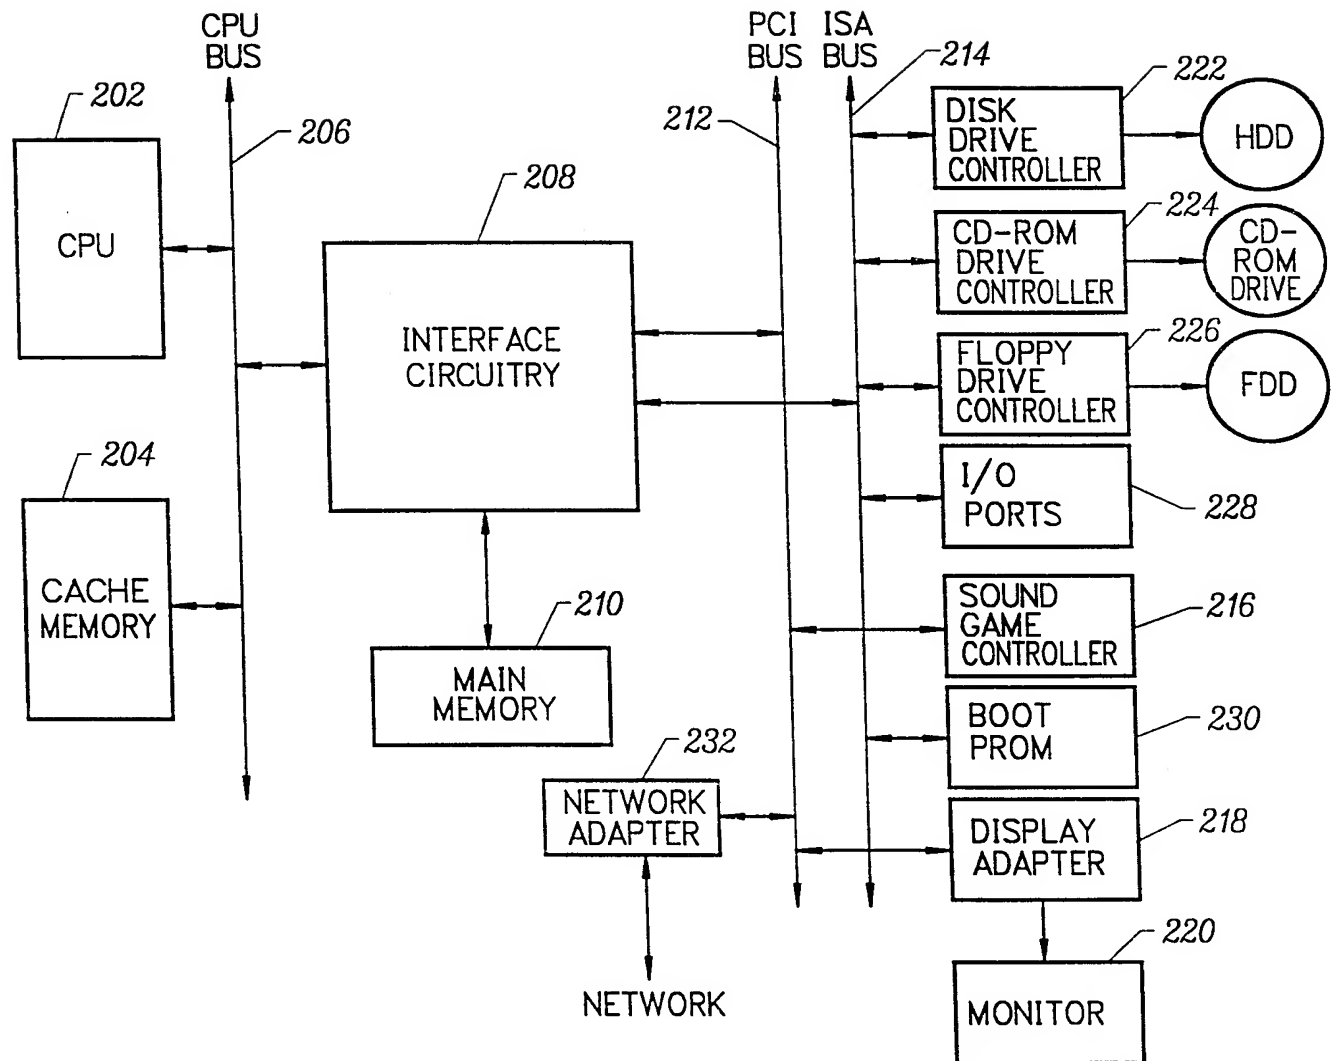 CPU
BUS
PCI
BUS
ISA
BUS
214
222
202
206
212
DISK
DRIVE
CONTROLLER
HDD
208
224
CPU
CD-ROM
DRIVE
CONTROLLER
CD-
ROM
DRIVE
INTERFACE
CIRCUITRY
226
FLOPPY
DRIVE
CONTROLLER
FDD
204
I/O
PORTS
228
CACHE
MEMORY
210
SOUND
GAME
CONTROLLER
216
MAIN
MEMORY
BOOT
PROM
230
232
NETWORK
ADAPTER
DISPLAY
ADAPTER
218
220
NETWORK
MONITOR